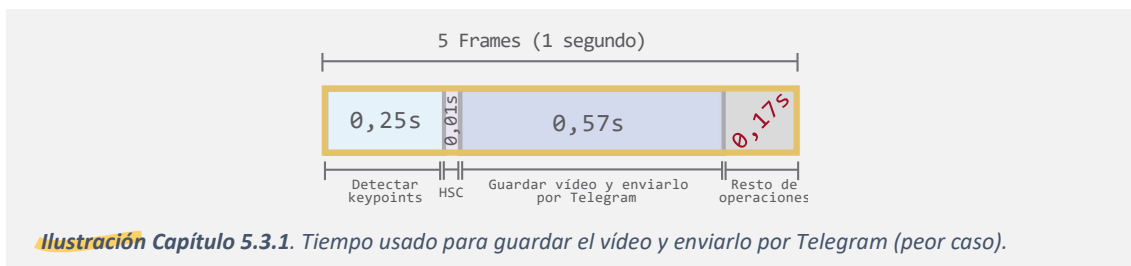 5 Frames (1 segundo)
0,25s
0,01s
0,57s
0,17s
Detectar
keypoints
HSC
Guardar vídeo y enviarlo
por Telegram
Resto de
operaciones
Ilustración Capítulo 5.3.1. Tiempo usado para guardar el vídeo y enviarlo por Telegram (peor caso).